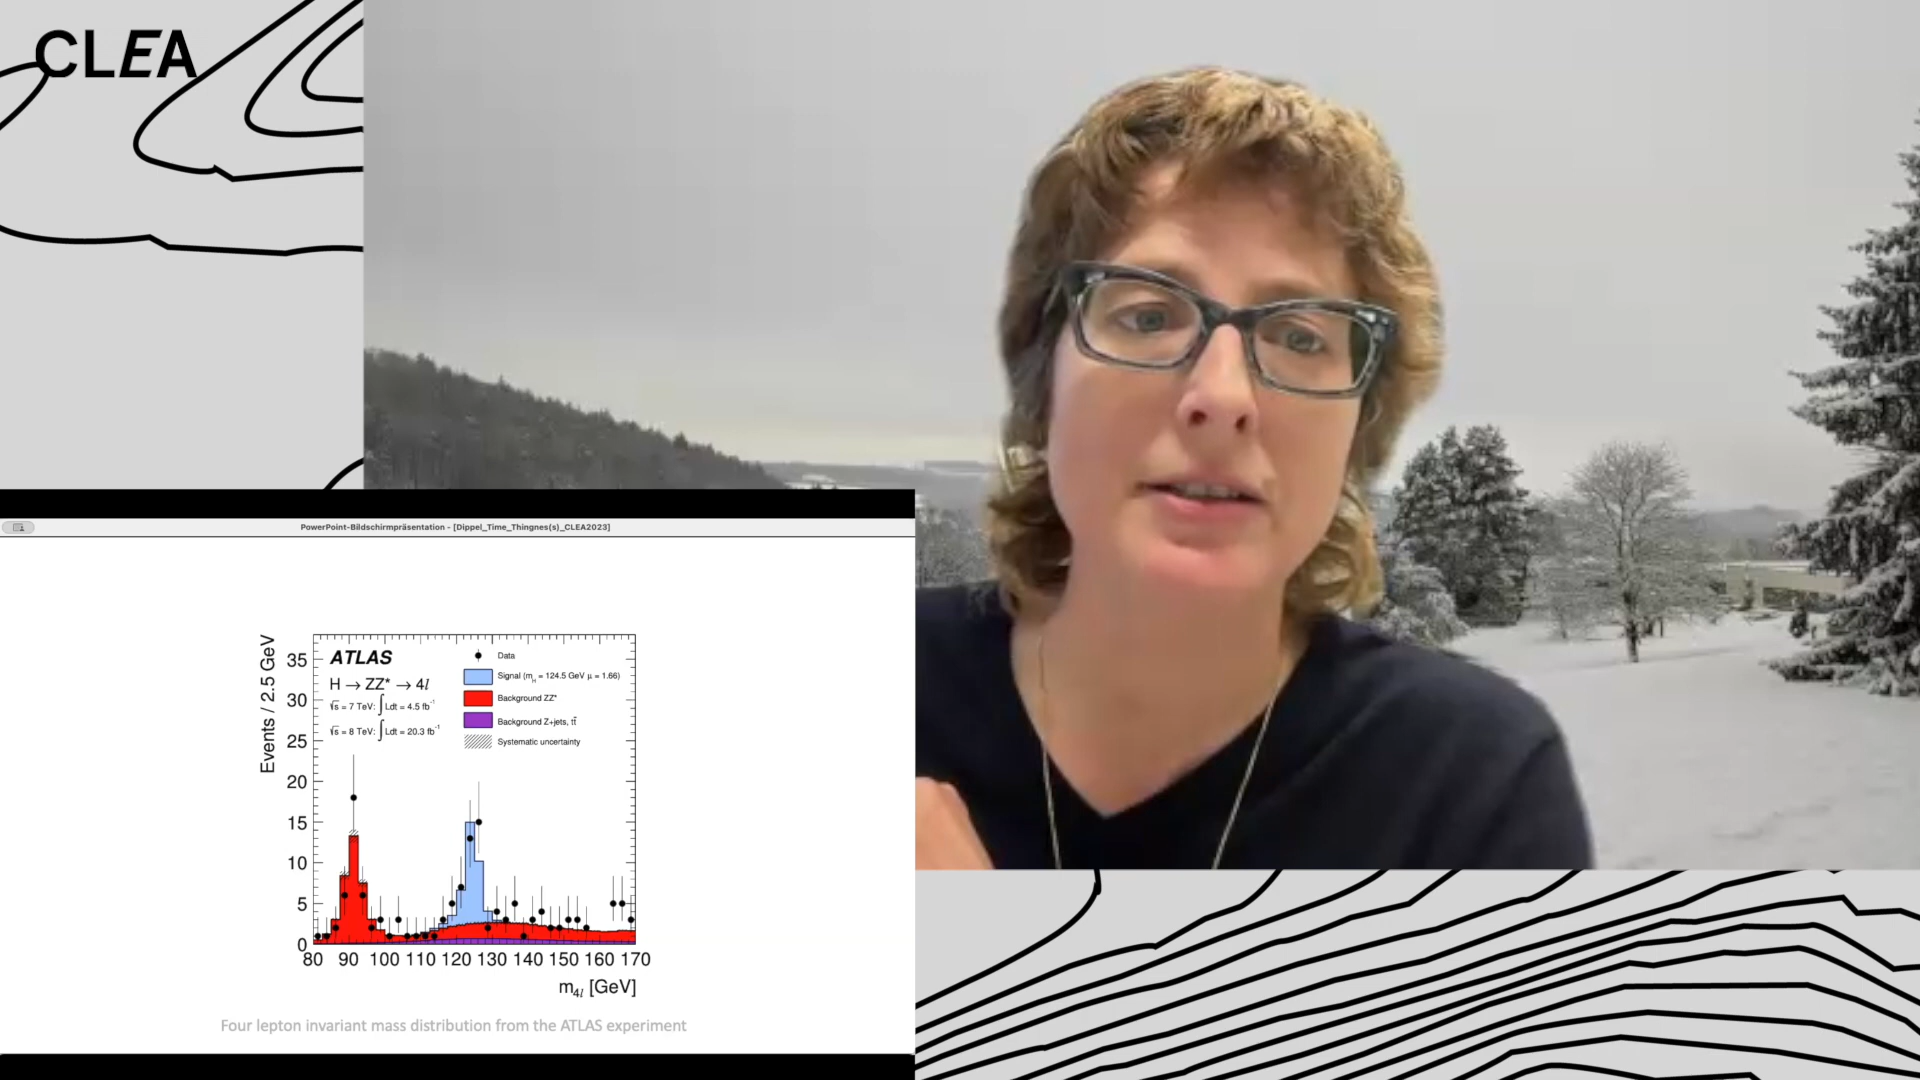 CLEA
PowerPoint-Bildschirmpräsentation - [Dippel_Time_Thingnes(s)_CLEA2023]
Events / 2.5 GeV
35
30
25
20
15
10
5
0
ATLAS
H → ZZ* → 4l
√s = 7 TeV: ∫Ldt = 4.5 fb⁻¹
√s = 8 TeV: ∫Ldt = 20.3 fb⁻¹
Data
Signal (m_H = 124.5 GeV μ = 1.66)
Background ZZ*
Background Z+jets, tt̄
Systematic uncertainty
80 90 100 110 120 130 140 150 160 170
m₄l [GeV]
Four lepton invariant mass distribution from the ATLAS experiment